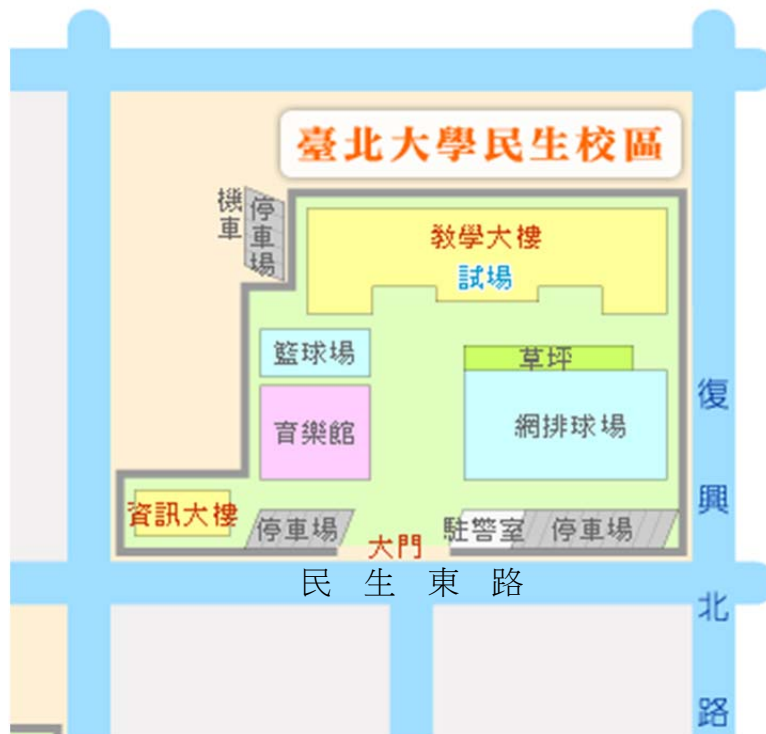 臺北大學民生校區
機車
停車場
教學大樓
試場
籃球場
草坪
育樂館
網排球場
復興北路
資訊大樓
停車場
大門
駐警室
停車場
民生東路